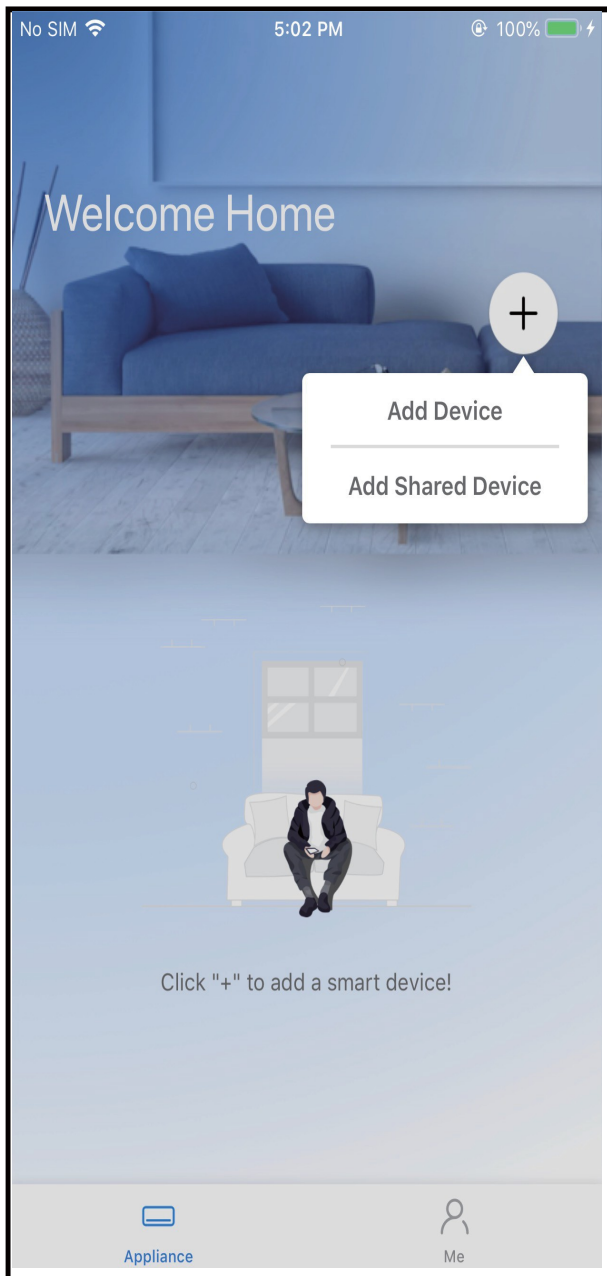 No SIM 5:02 PM 100%
Welcome Home
+
Add Device
Add Shared Device
Click "+" to add a smart device!
Appliance Me